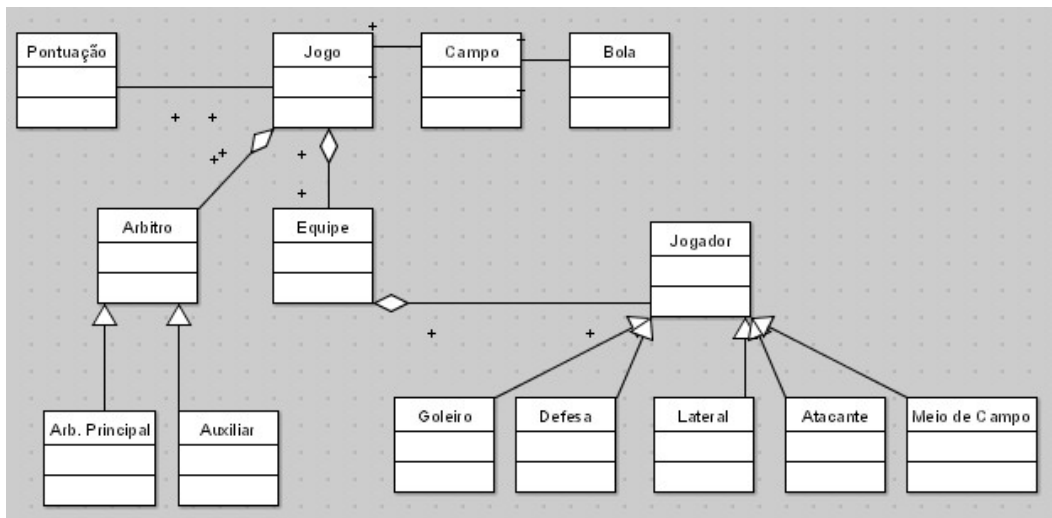 Pontuação
Jogo
Campo
Bola
Arbitro
Equipe
Jogador
Arb. Principal
Auxiliar
Goleiro
Defesa
Lateral
Atacante
Meio de Campo